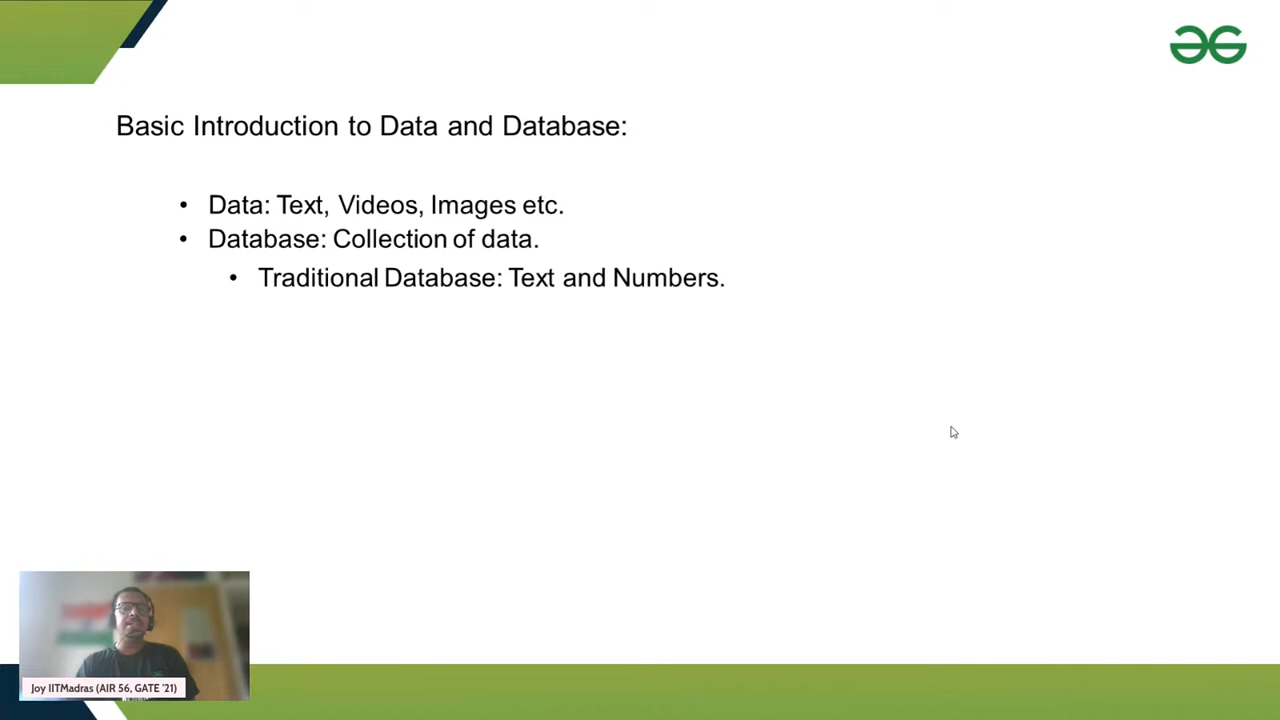 Basic Introduction to Data and Database:
• Data: Text, Videos, Images etc.
• Database: Collection of data.
• Traditional Database: Text and Numbers.
Joy IITMadras (AIR 56, GATE '21)